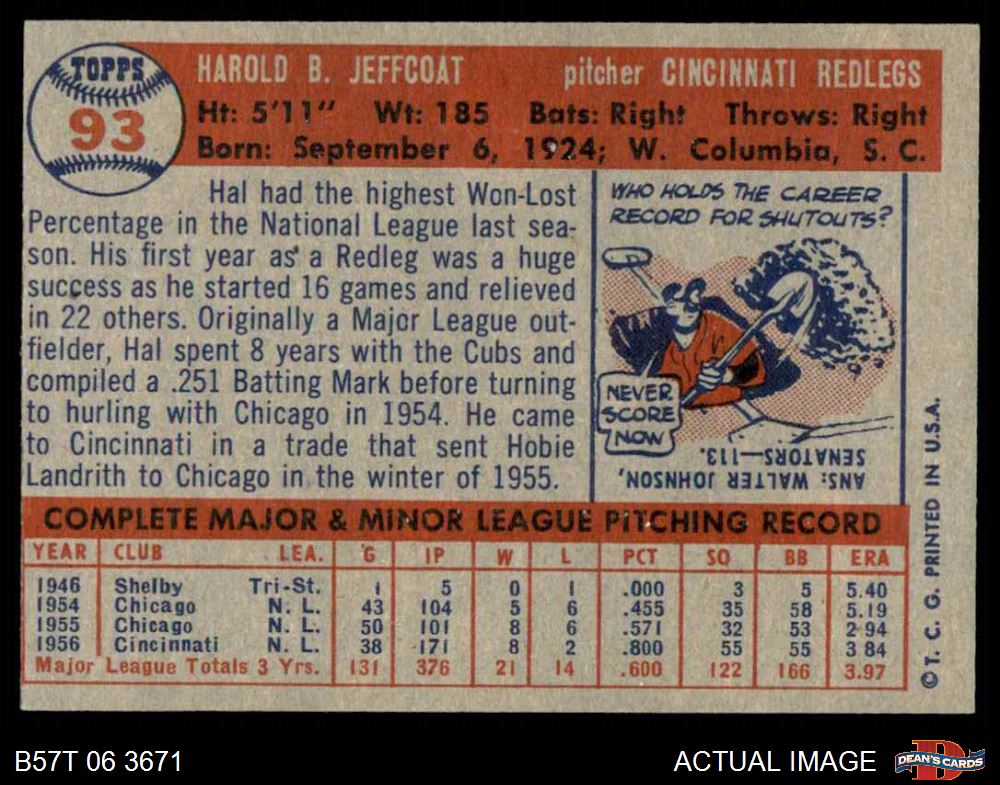 TOPPS
93
HAROLD B. JEFFCOAT pitcher CINCINNATI REDLEGS
Ht: 5'11" Wt: 185 Bats: Right Throws: Right
Born: September 6, 1924; W. Columbia, S. C.
Hal had the highest Won-Lost
Percentage in the National League last sea-
son. His first year as a Redleg was a huge
success as he started 16 games and relieved
in 22 others. Originally a Major League out-
fielder, Hal spent 8 years with the Cubs and
compiled a .251 Batting Mark before turning
to hurling with Chicago in 1954. He came
to Cincinnati in a trade that sent Hobie
Landrith to Chicago in the winter of 1955.
WHO HOLDS THE CAREER
RECORD FOR SHUTOUTS?
NEVER
SCORE
NOW
ANS: WALTER JOHNSON,
SENATORS—113.
COMPLETE MAJOR & MINOR LEAGUE PITCHING RECORD
YEAR CLUB LEA. G IP W L PCT SO BB ERA
1946 Shelby Tri-St. 1 5 0 1 .000 3 5 5.40
1954 Chicago N. L. 43 104 5 6 .455 35 58 5.19
1955 Chicago N. L. 50 101 8 6 .571 32 53 2.94
1956 Cincinnati N. L. 38 171 8 2 .800 55 55 3.84
Major League Totals 3 Yrs. 131 376 21 14 .600 122 166 3.97
© T. C. G. PRINTED IN U.S.A.
B57T 06 3671 ACTUAL IMAGE
DEAN'S CARDS